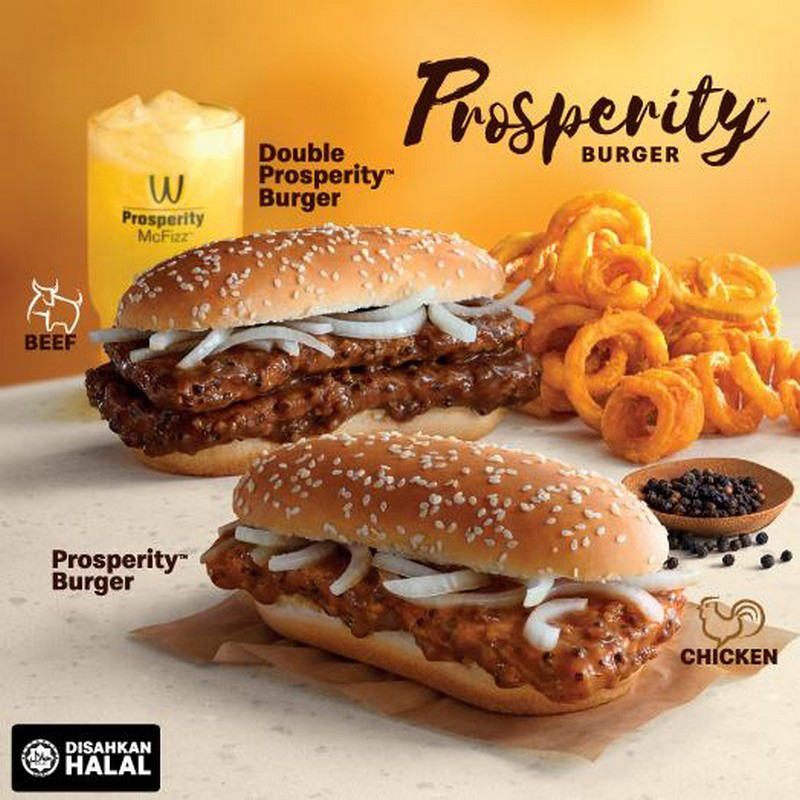 Prosperity™
BURGER
Double
Prosperity™
Burger
Prosperity
McFizz™
BEEF
Prosperity™
Burger
CHICKEN
DISAHKAN
HALAL